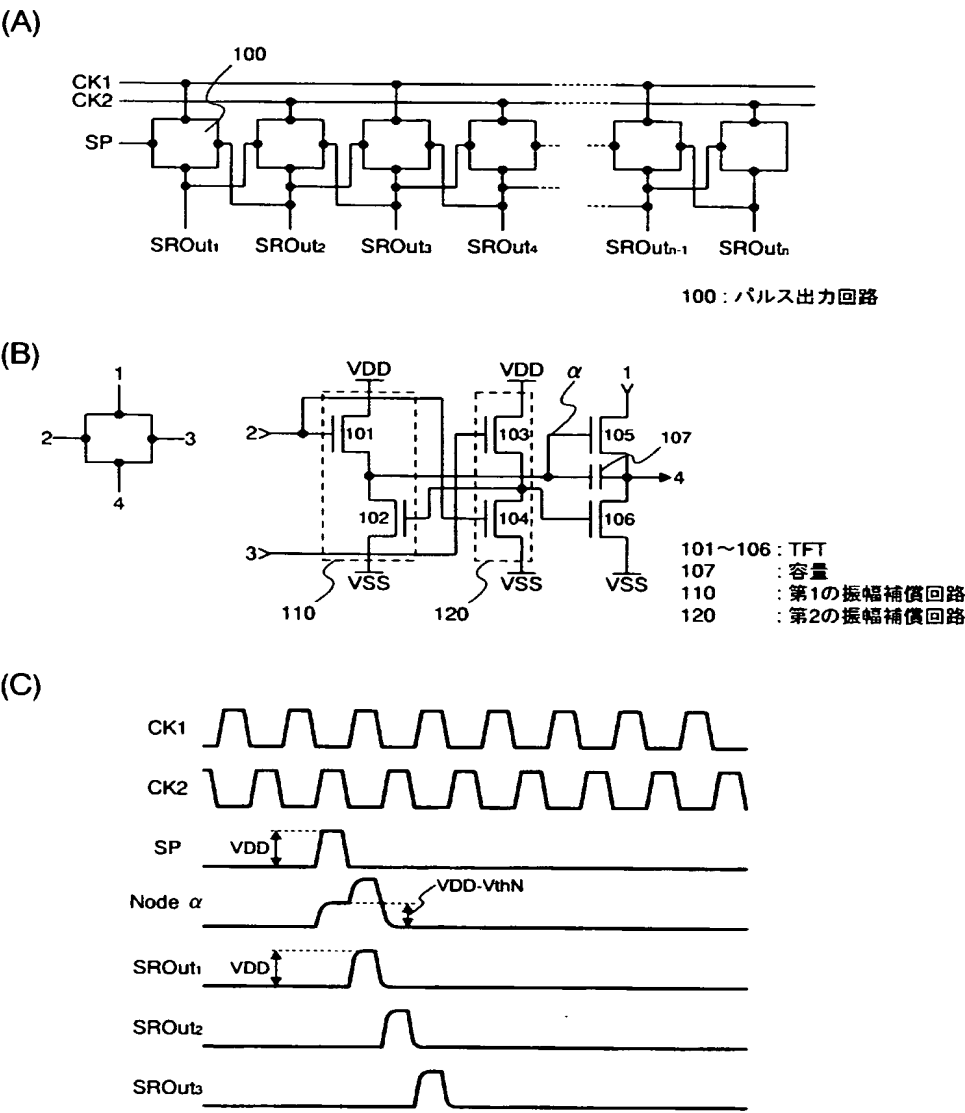 (A)
100
CK1
CK2
SP
SROut1 SROut2 SROut3 SROut4 SROutn-1 SROutn
100 : パルス出力回路
(B)
1
2 3
4
VDD VDD α 1
2 101 103 105 107
4
102 104 106
3
VSS VSS VSS
110 120
101～106 : TFT
107 : 容量
110 : 第1の振幅補償回路
120 : 第2の振幅補償回路
(C)
CK1
CK2
SP VDD
Node α VDD-VthN
SROut1 VDD
SROut2
SROut3